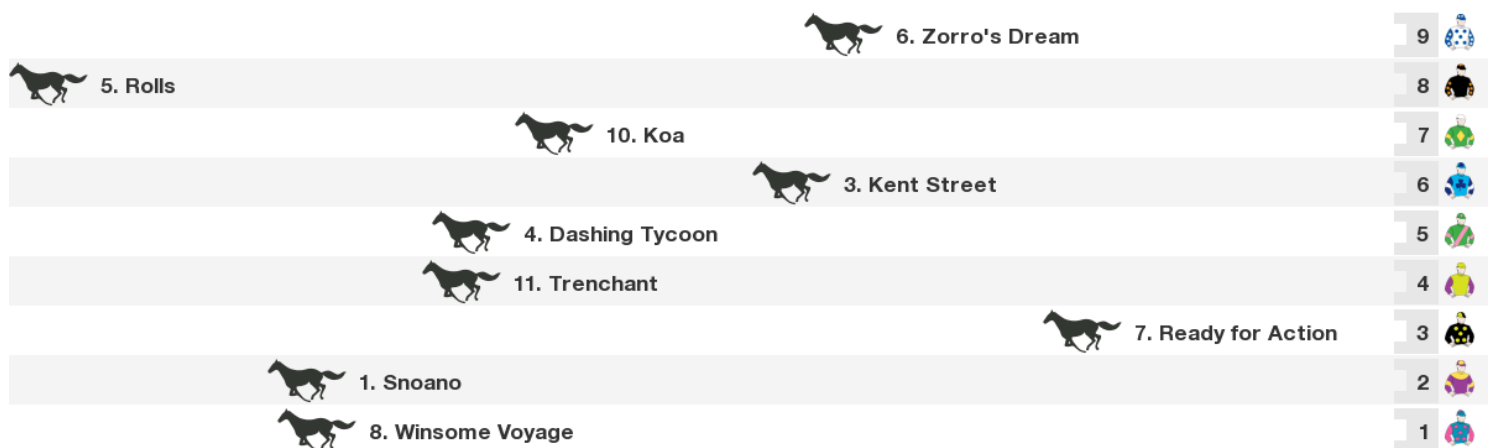 6. Zorro's Dream 9
5. Rolls 8
10. Koa 7
3. Kent Street 6
4. Dashing Tycoon 5
11. Trenchant 4
7. Ready for Action 3
1. Snoano 2
8. Winsome Voyage 1